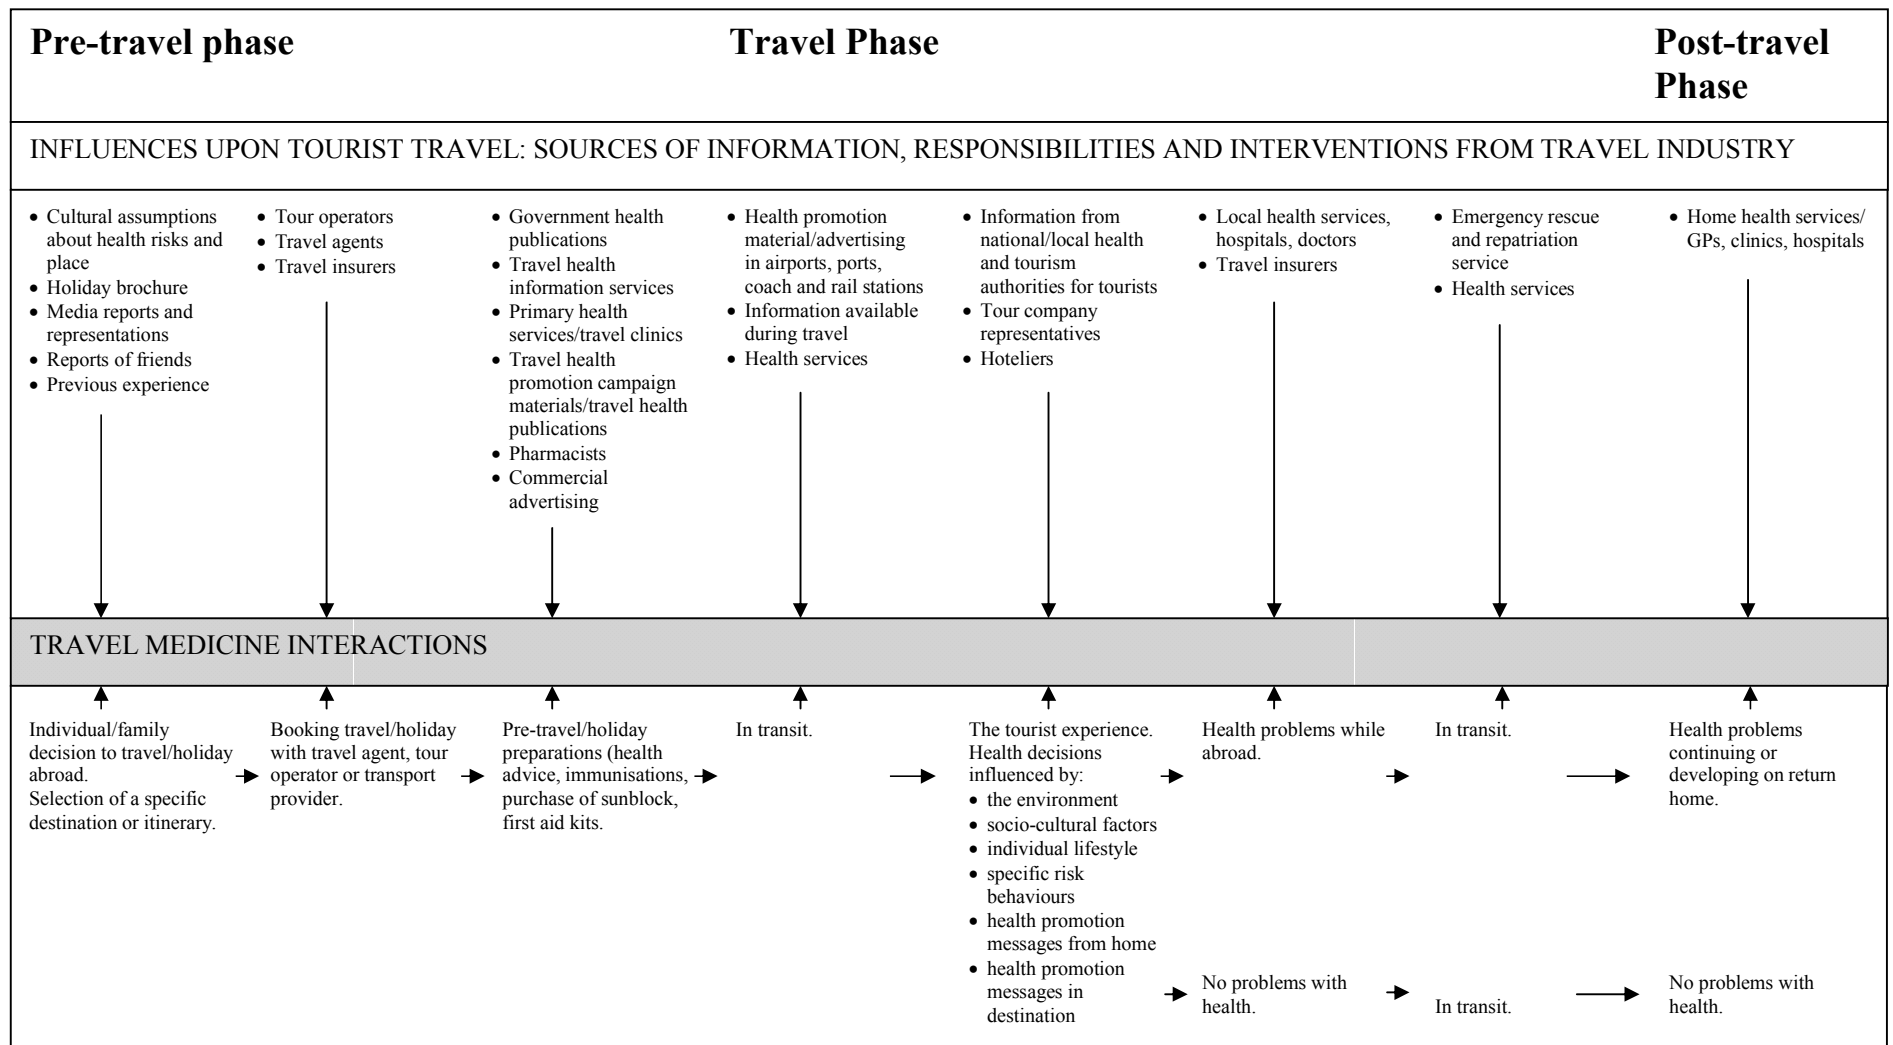 Pre-travel phase
Travel Phase
Post-travel
Phase
INFLUENCES UPON TOURIST TRAVEL: SOURCES OF INFORMATION, RESPONSIBILITIES AND INTERVENTIONS FROM TRAVEL INDUSTRY
• Cultural assumptions
about health risks and
place
• Holiday brochure
• Media reports and
representations
• Reports of friends
• Previous experience
• Tour operators
• Travel agents
• Travel insurers
• Government health
publications
• Travel health
information services
• Primary health
services/travel clinics
• Travel health
promotion campaign
materials/travel health
publications
• Pharmacists
• Commercial
advertising
• Health promotion
material/advertising
in airports, ports,
coach and rail stations
• Information available
during travel
• Health services
• Information from
national/local health
and tourism
authorities for tourists
• Tour company
representatives
• Hoteliers
• Local health services,
hospitals, doctors
• Travel insurers
• Emergency rescue
and repatriation
service
• Health services
• Home health services/
GPs, clinics, hospitals
TRAVEL MEDICINE INTERACTIONS
Individual/family
decision to travel/holiday
abroad.
Selection of a specific
destination or itinerary.
Booking travel/holiday
with travel agent, tour
operator or transport
provider.
Pre-travel/holiday
preparations (health
advice, immunisations,
purchase of sunblock,
first aid kits.
In transit.
The tourist experience.
Health decisions
influenced by:
• the environment
• socio-cultural factors
• individual lifestyle
• specific risk
behaviours
• health promotion
messages from home
• health promotion
messages in
destination
Health problems while
abroad.
In transit.
Health problems
continuing or
developing on return
home.
No problems with
health.
In transit.
No problems with
health.